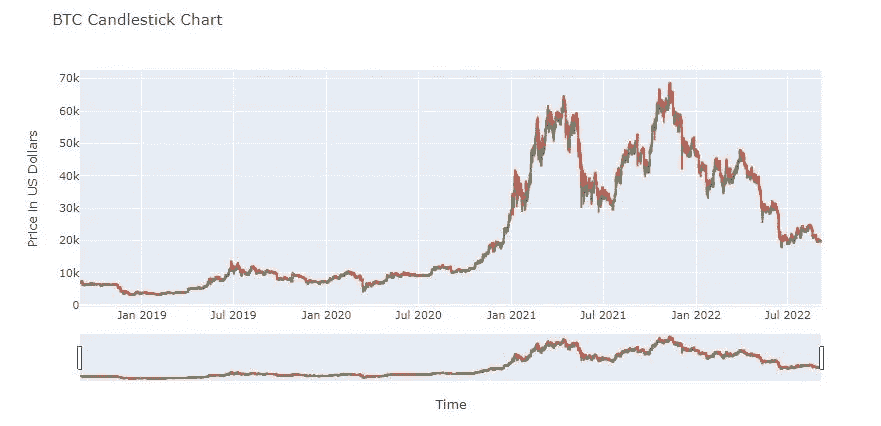 BTC Candlestick Chart
Price in US Dollars
70k
60k
50k
40k
30k
20k
10k
0
Jan 2019 Jul 2019 Jan 2020 Jul 2020 Jan 2021 Jul 2021 Jan 2022 Jul 2022
Time